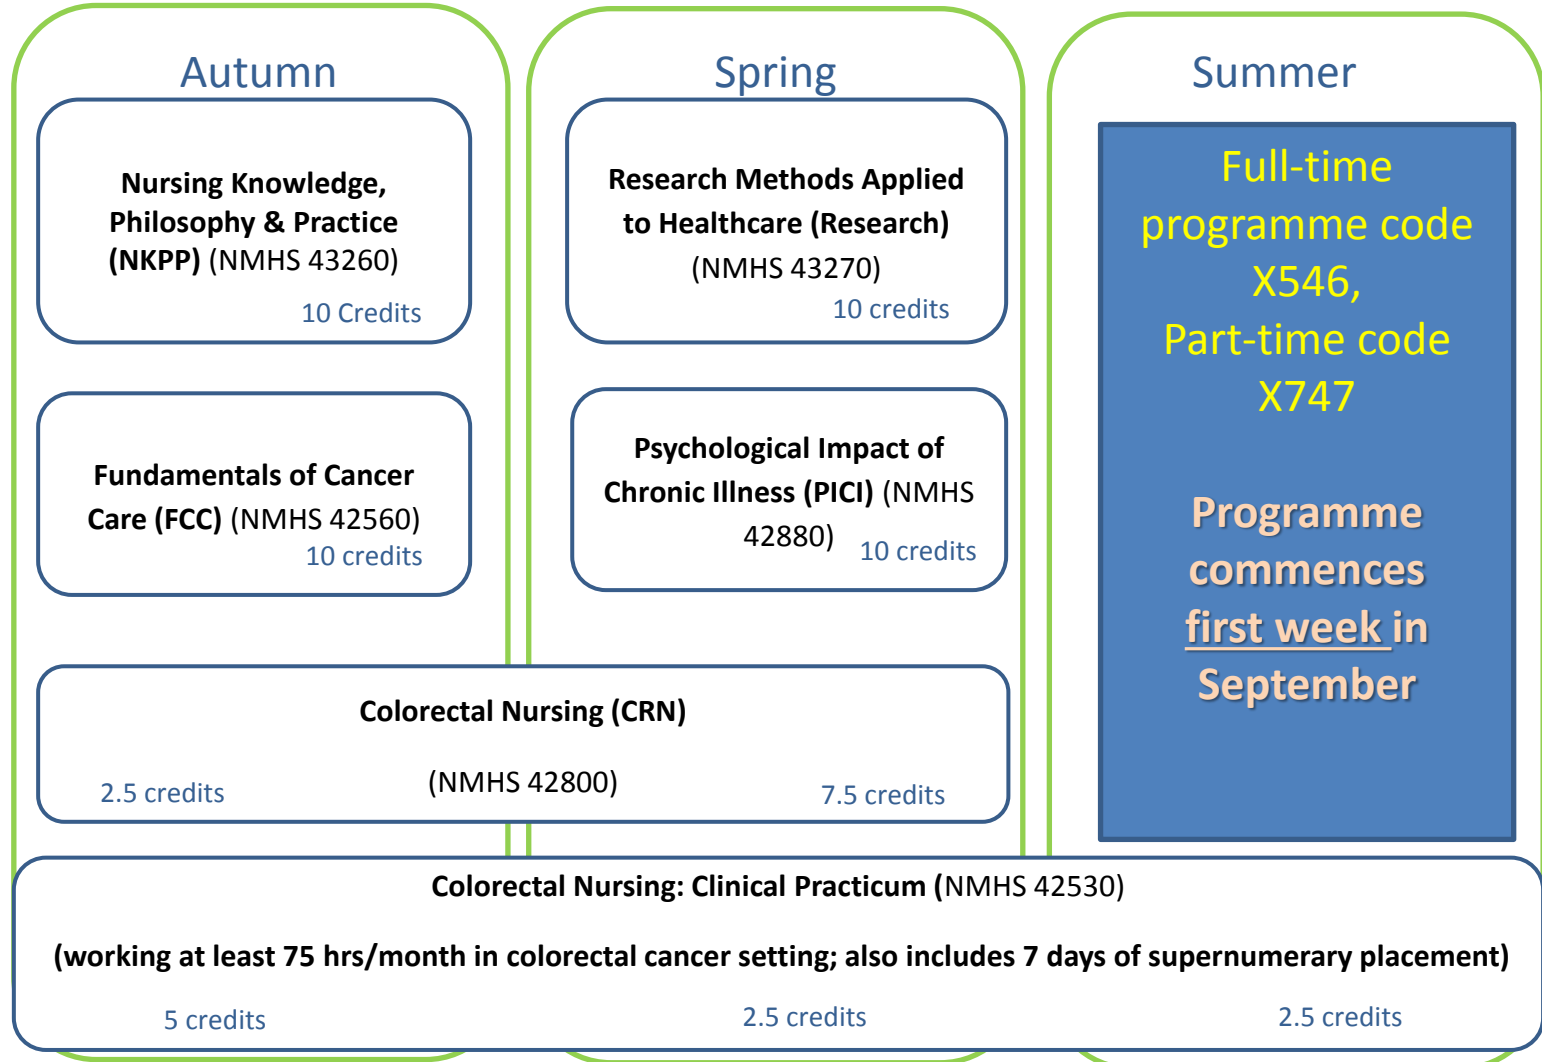 Autumn
Nursing Knowledge,
Philosophy & Practice
(NKPP) (NMHS 43260)
10 Credits
Fundamentals of Cancer
Care (FCC) (NMHS 42560)
10 credits
Spring
Research Methods Applied
to Healthcare (Research)
(NMHS 43270)
10 credits
Psychological Impact of
Chronic Illness (PICI) (NMHS
42880)
10 credits
Colorectal Nursing (CRN)
(NMHS 42800)
2.5 credits
7.5 credits
Summer
Full-time
programme code
X546,
Part-time code
X747
Programme
commences
first week in
September
Colorectal Nursing: Clinical Practicum (NMHS 42530)
(working at least 75 hrs/month in colorectal cancer setting; also includes 7 days of supernumerary placement)
5 credits
2.5 credits
2.5 credits